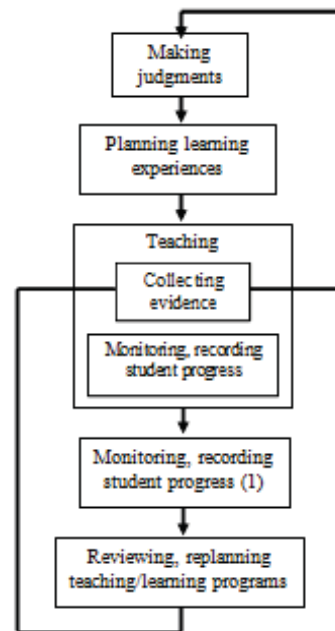 Making
judgments
Planning learning
experiences
Teaching
Collecting
evidence
Monitoring, recording
student progress
Monitoring, recording
student progress (1)
Reviewing, replanning
teaching/learning programs